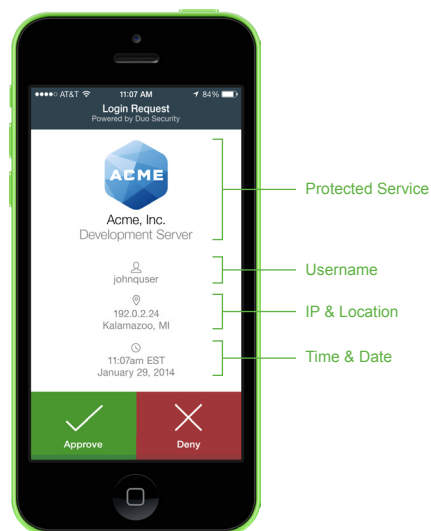 AT&T 11:07 AM 84%
Login Request
Powered by Duo Security
ACME
Acme, Inc.
Development Server
johnquser
192.0.2.24
Kalamazoo, MI
11:07am EST
January 29, 2014
Approve Deny
Protected Service
Username
IP & Location
Time & Date